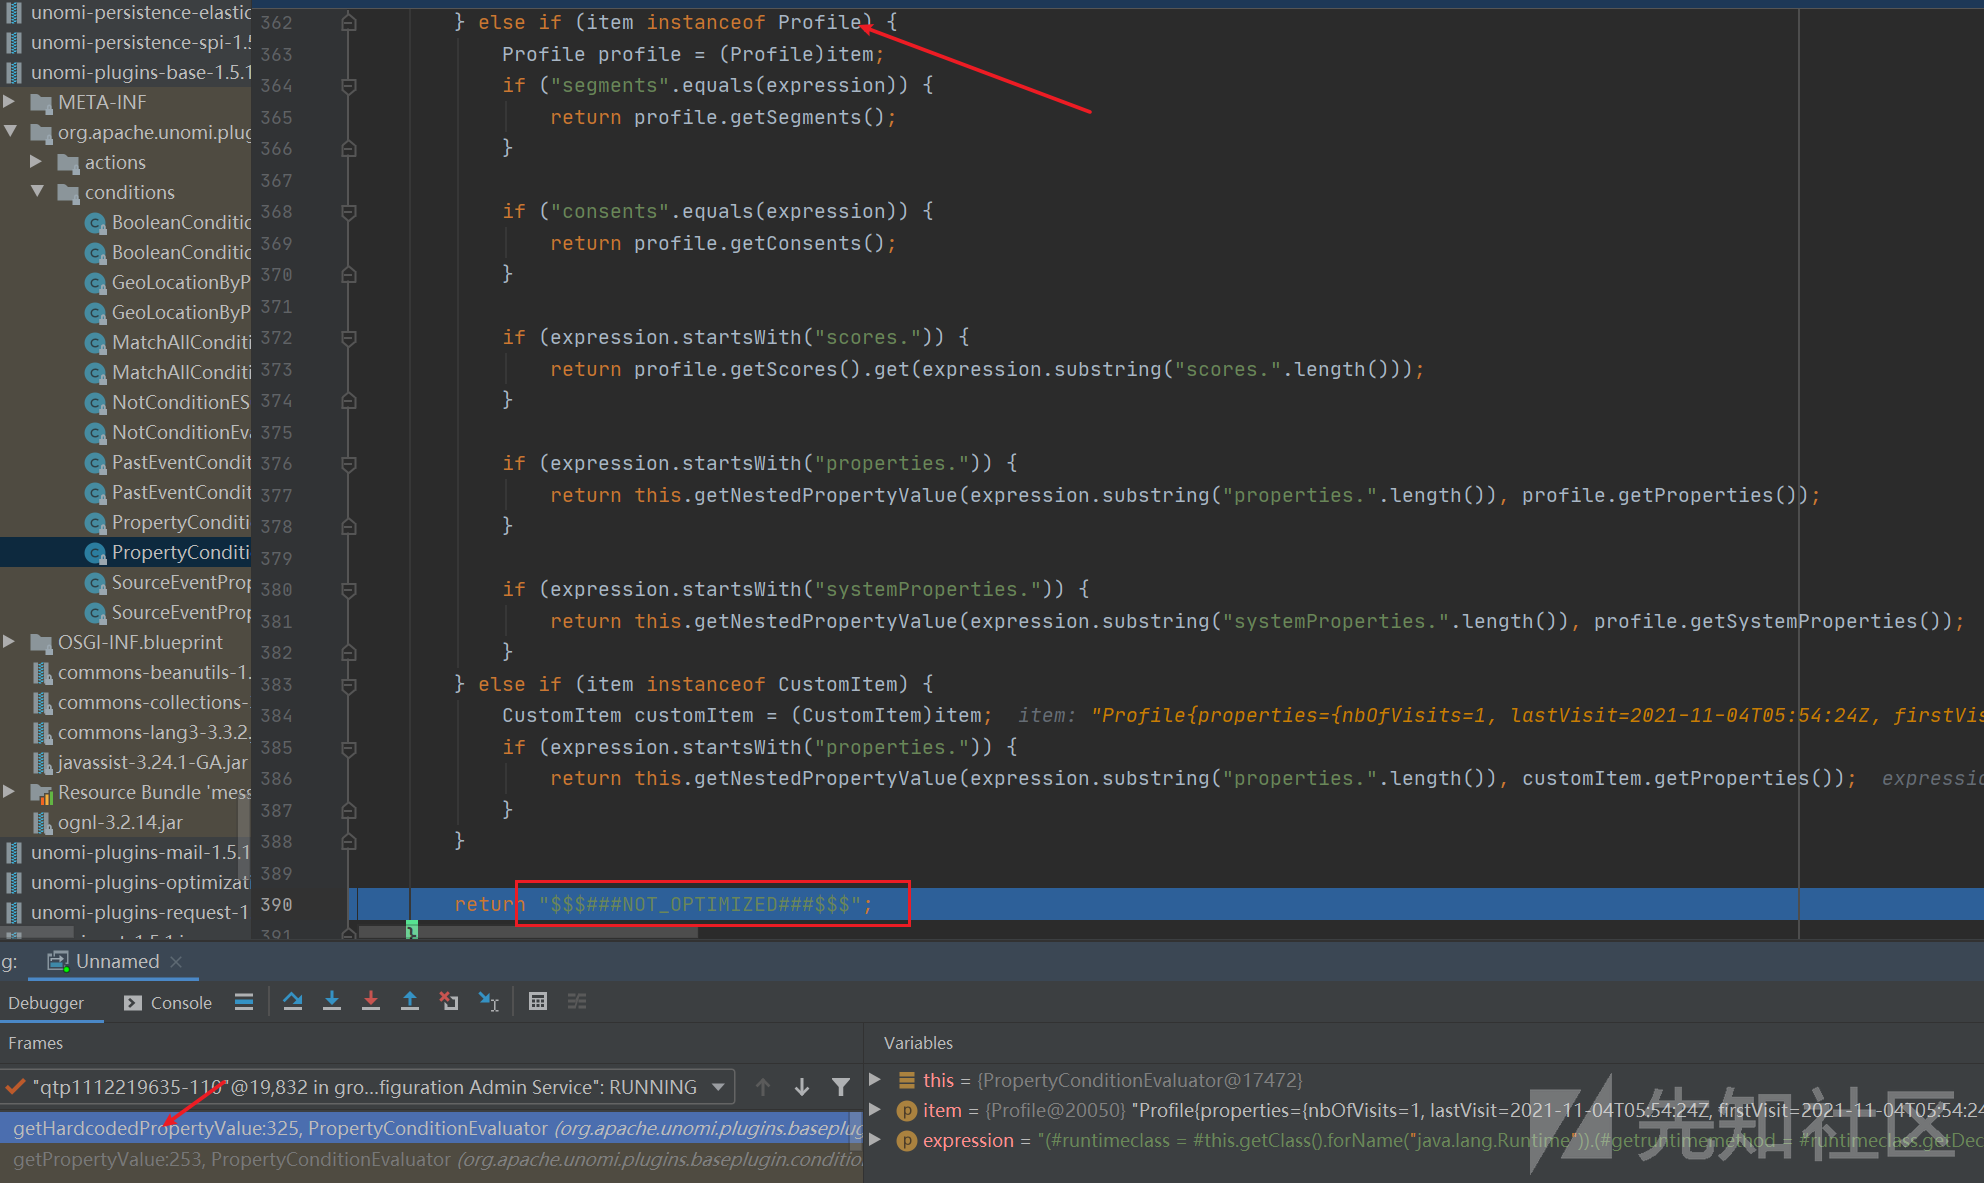 unomi-persistence-elastic
unomi-persistence-spi-1.5
unomi-plugins-base-1.5.1
META-INF
org.apache.unomi.plug
actions
conditions
BooleanConditio
BooleanConditio
GeoLocationByP
GeoLocationByP
MatchAllConditi
MatchAllConditi
NotConditionES
NotConditionEva
PastEventCondit
PastEventCondit
PropertyConditi
PropertyConditi
SourceEventProp
SourceEventProp
OSGI-INF.blueprint
commons-beanutils-1.
commons-collections-
commons-lang3-3.3.2.
javassist-3.24.1-GA.jar
Resource Bundle 'mess
ognl-3.2.14.jar
unomi-plugins-mail-1.5.1
unomi-plugins-optimizati
unomi-plugins-request-1
362 } else if (item instanceof Profile) {
363 Profile profile = (Profile)item;
364 if ("segments".equals(expression)) {
365 return profile.getSegments();
366 }
367
368 if ("consents".equals(expression)) {
369 return profile.getConsents();
370 }
371
372 if (expression.startsWith("scores.")) {
373 return profile.getScores().get(expression.substring("scores.".length()));
374 }
375
376 if (expression.startsWith("properties.")) {
377 return this.getNestedPropertyValue(expression.substring("properties.".length()), profile.getProperties());
378 }
379
380 if (expression.startsWith("systemProperties.")) {
381 return this.getNestedPropertyValue(expression.substring("systemProperties.".length()), profile.getSystemProperties());
382 }
383 } else if (item instanceof CustomItem) {
384 CustomItem customItem = (CustomItem)item; item: "Profile{properties={nbOfVisits=1, lastVisit=2021-11-04T05:54:24Z, firstVis
385 if (expression.startsWith("properties.")) {
386 return this.getNestedPropertyValue(expression.substring("properties.".length()), customItem.getProperties()); expressio
387 }
388 }
389
390 return "$$$###NOT_OPTIMIZED###$$$";
391 }
g: Unnamed
Debugger Console
Frames
"qtp1112219635-110"@19,832 in gro...figuration Admin Service": RUNNING
getHardcodedPropertyValue:325, PropertyConditionEvaluator (org.apache.unomi.plugins.baseplug
getPropertyValue:253, PropertyConditionEvaluator (org.apache.unomi.plugins.baseplugin.conditio
Variables
this = {PropertyConditionEvaluator@17472}
item = {Profile@20050} "Profile{properties={nbOfVisits=1, lastVisit=2021-11-04T05:54:24Z, firstVisit=2021-11-04T05:54:24
expression = "(#runtimeclass = #this.getClass().forName("java.lang.Runtime")).(#getruntimemethod = #runtimeclass.getDec
先知社区